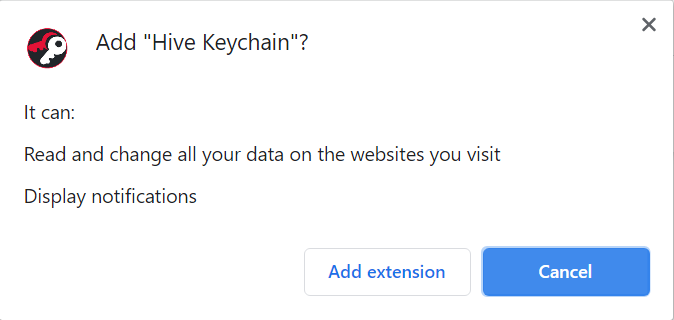 Add "Hive Keychain"?
It can:
Read and change all your data on the websites you visit
Display notifications
Add extension
Cancel